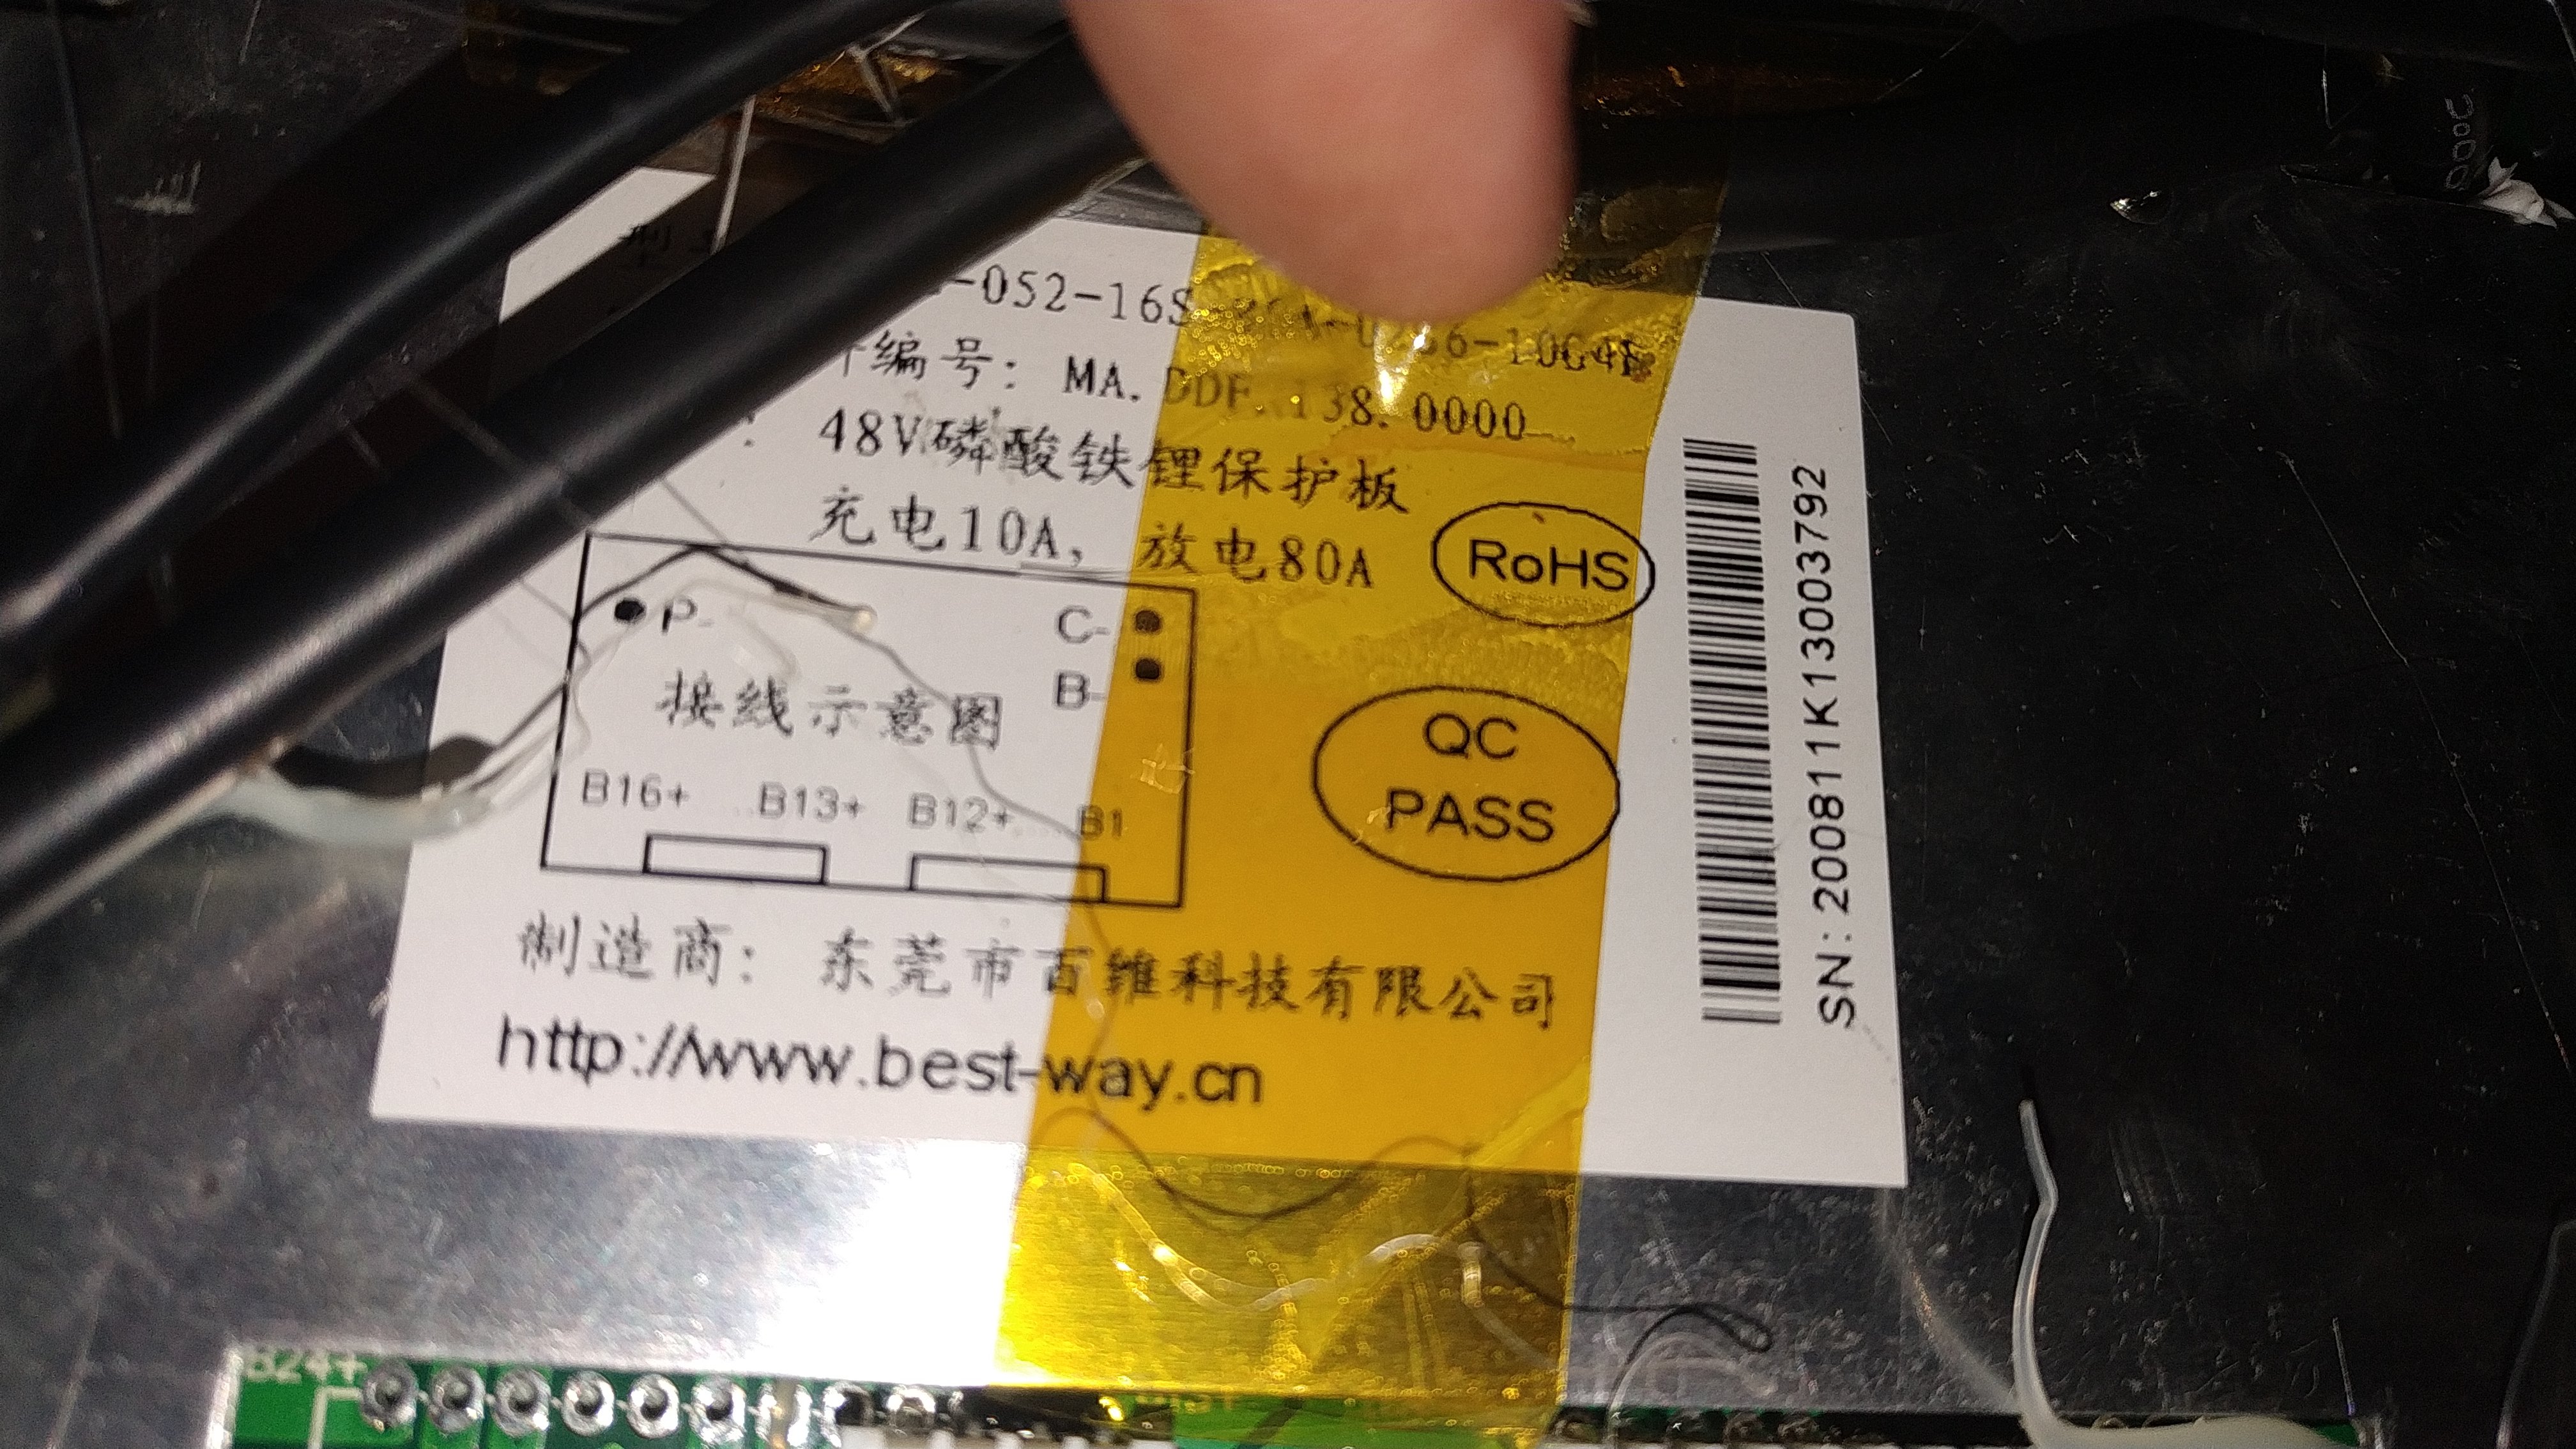 -052-16S
编号: MA.DDF.138.0000
: 48V磷酸铁锂保护板
充电10A, 放电80A
RoHS
P-
C-
B-
接线示意图
QC
PASS
B16+ B13+ B12+ B1
制造商: 东莞市百维科技有限公司
http://www.best-way.cn
SN:200811K13003792
B24+